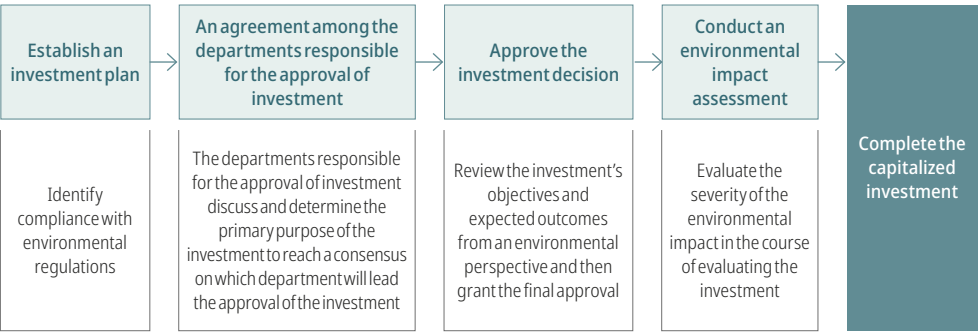 Establish an
investment plan
An agreement among the
departments responsible
for the approval of
investment
Approve the
investment decision
Conduct an
environmental
impact
assessment
Complete the
capitalized
investment
Identify
compliance with
environmental
regulations
The departments responsible
for the approval of investment
discuss and determine the
primary purpose of the
investment to reach a consensus
on which department will lead
the approval of the investment
Review the investment's
objectives and
expected outcomes
from an environmental
perspective and then
grant the final approval
Evaluate the
severity of the
environmental
impact in the course
of evaluating the
investment